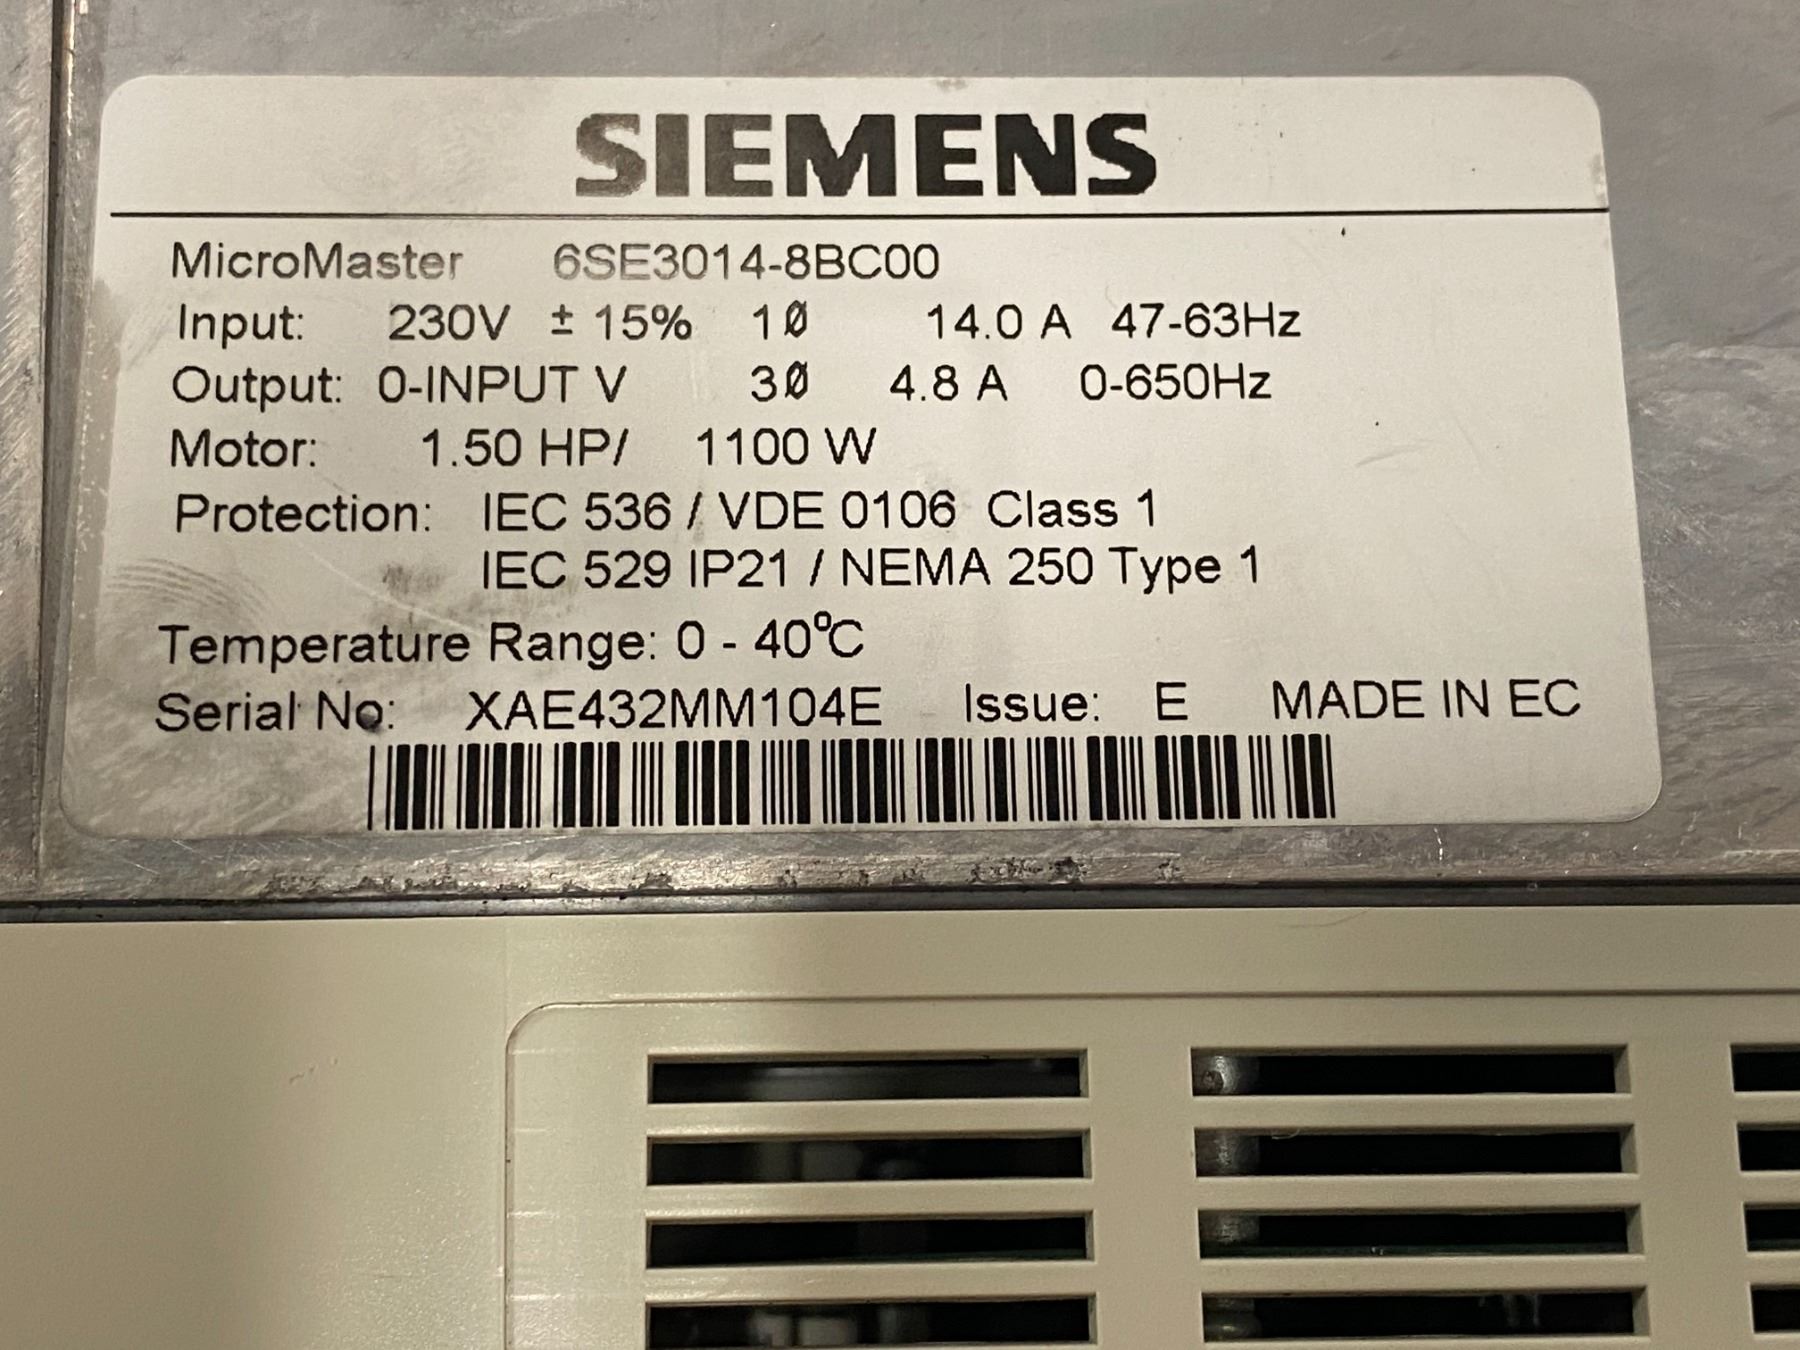 SIEMENS
MicroMaster 6SE3014-8BC00
Input: 230V ± 15% 1Ø 14.0 A 47-63Hz
Output: 0-INPUT V 3Ø 4.8 A 0-650Hz
Motor: 1.50 HP/ 1100 W
Protection: IEC 536 / VDE 0106 Class 1
IEC 529 IP21 / NEMA 250 Type 1
Temperature Range: 0 - 40°C
Serial No: XAE432MM104E Issue: E MADE IN EC